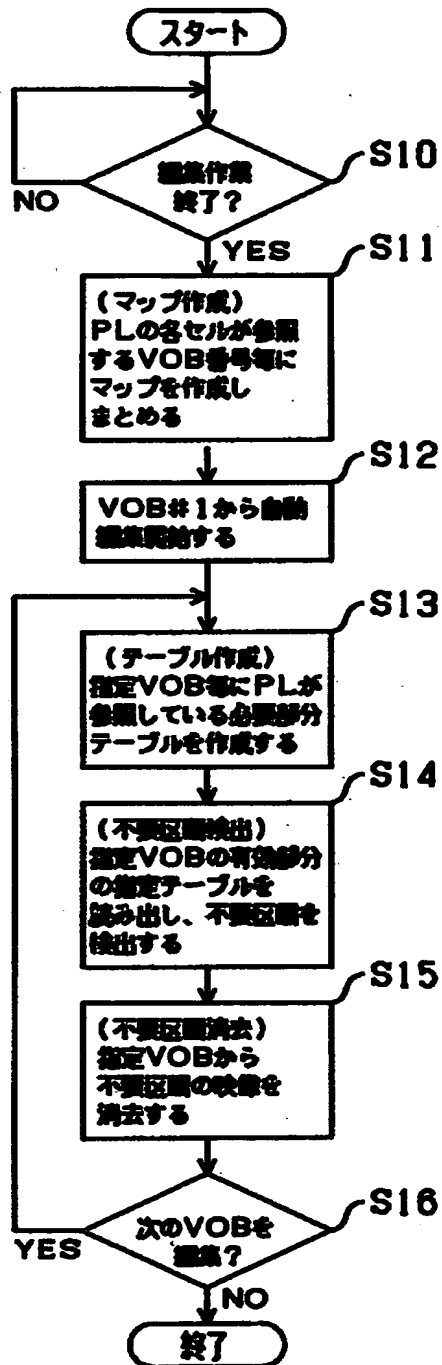 スタート
S10
編集作業
終了？
NO
YES
S11
(マップ作成)
PLの各セルが参照
するVOB番号毎に
マップを作成し
まとめる
S12
VOB#1から自動
編集開始する
S13
(テーブル作成)
指定VOB毎にPLが
参照している必要部分
テーブルを作成する
S14
(不要区間検出)
指定VOBの有効部分
の指定テーブルを
読み出し、不要区間を
検出する
S15
(不要区間消去)
指定VOBから
不要区間の映像を
消去する
S16
次のVOBを
編集？
YES
NO
終了